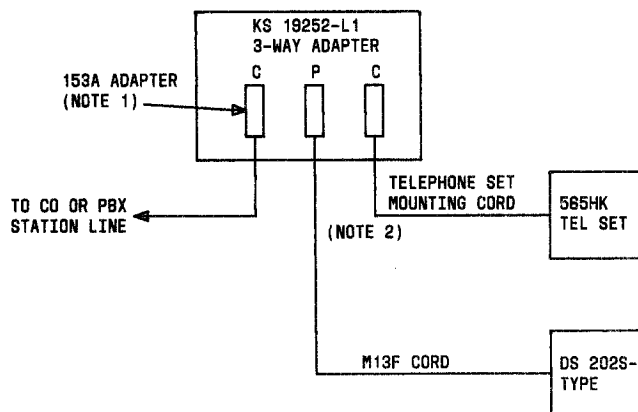 KS 19252-L1
3-WAY ADAPTER
C P C
153A ADAPTER
(NOTE 1)
TO CO OR PBX
STATION LINE
TELEPHONE SET
MOUNTING CORD
(NOTE 2)
565HK
TEL SET
M13F CORD
DS 202S-
TYPE